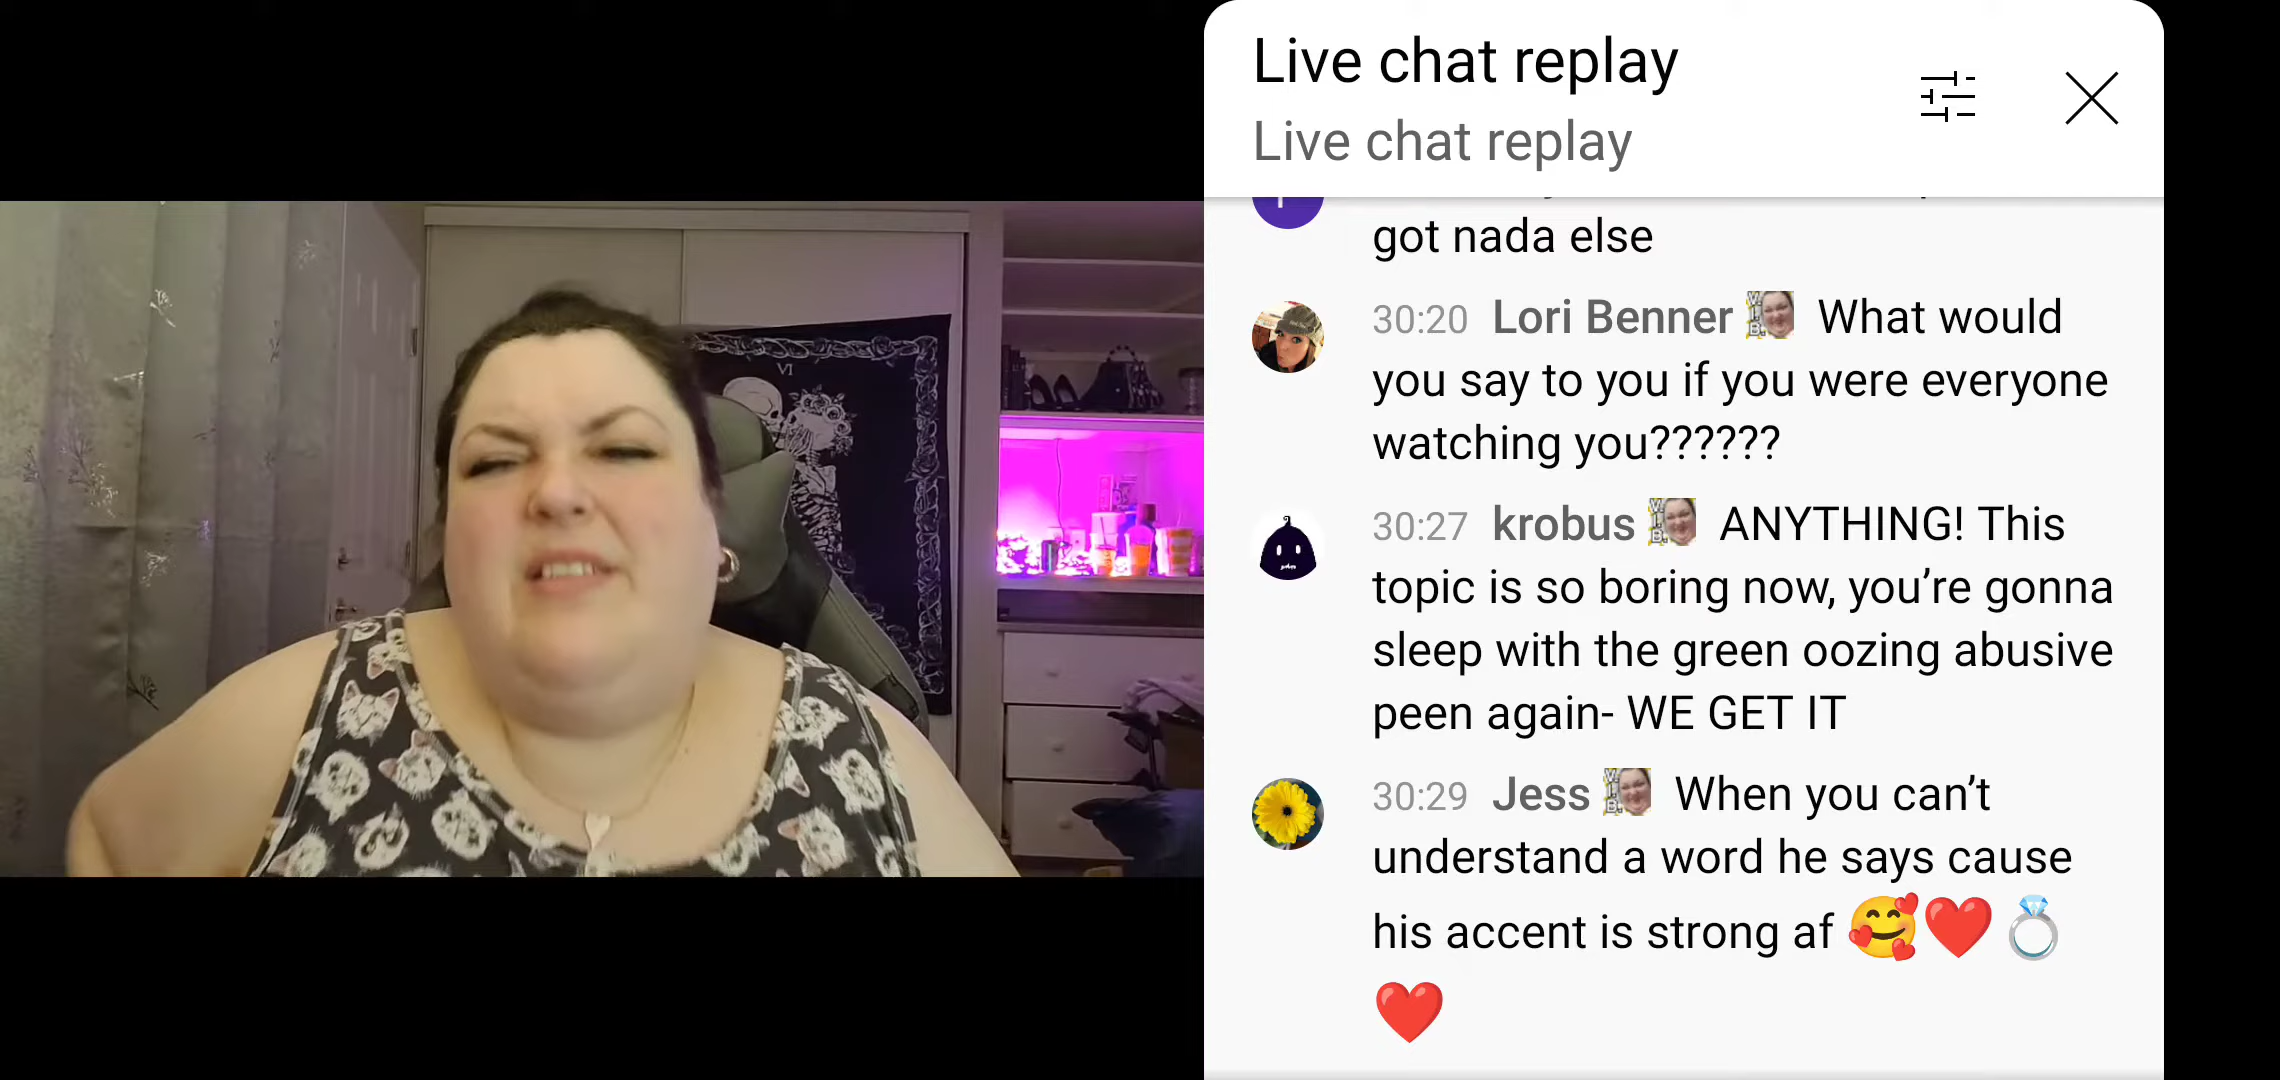 Live chat replay
Live chat replay
got nada else
30:20 Lori Benner What would
you say to you if you were everyone
watching you??????
30:27 krobus ANYTHING! This
topic is so boring now, you’re gonna
sleep with the green oozing abusive
peen again- WE GET IT
30:29 Jess When you can’t
understand a word he says cause
his accent is strong af 🥰❤️💍
❤️
VI